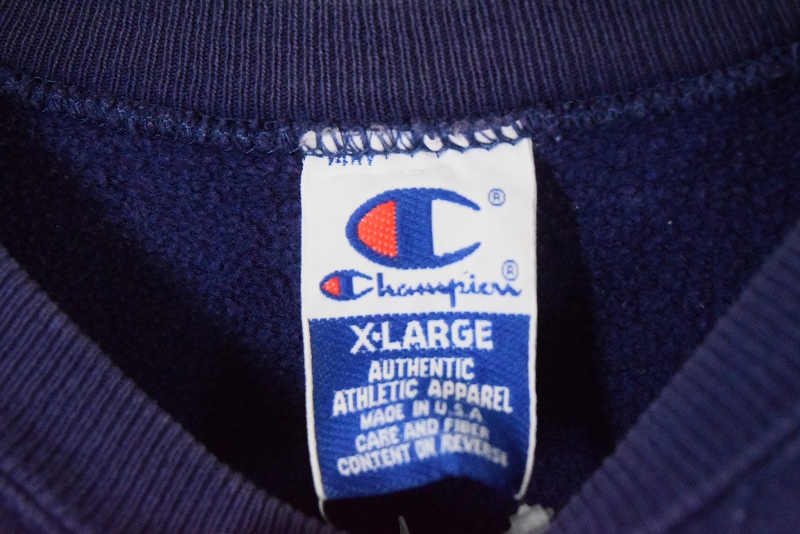 ®
®
Champion
X-LARGE
AUTHENTIC
ATHLETIC APPAREL
MADE IN U.S.A
CARE AND FIBER
CONTENT ON REVERSE